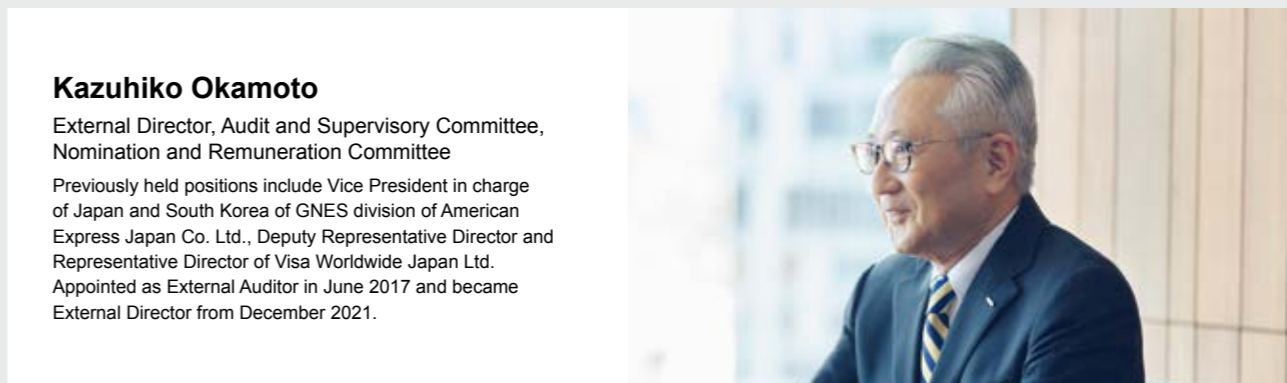 Kazuhiko Okamoto
External Director, Audit and Supervisory Committee,
Nomination and Remuneration Committee
Previously held positions include Vice President in charge
of Japan and South Korea of GNES division of American
Express Japan Co. Ltd., Deputy Representative Director and
Representative Director of Visa Worldwide Japan Ltd.
Appointed as External Auditor in June 2017 and became
External Director from December 2021.